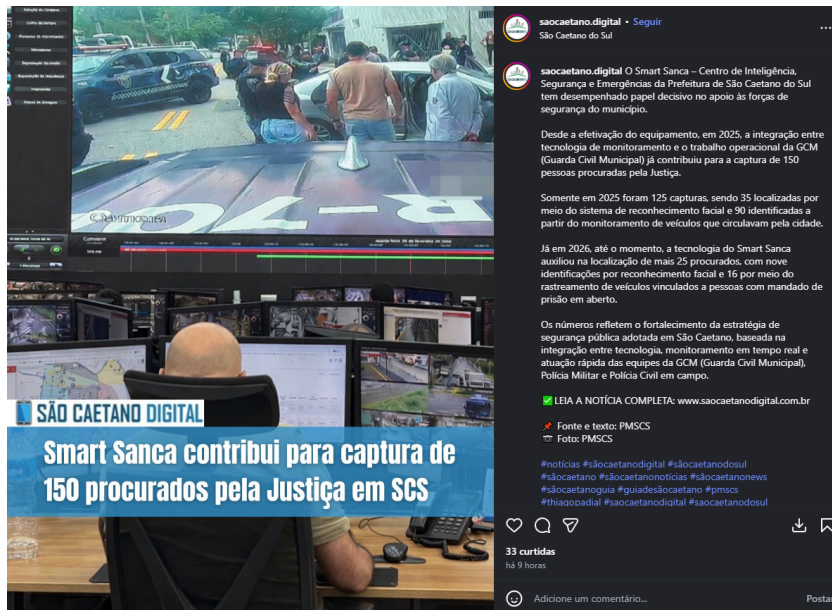 Camera
R-7C
SÃO CAETANO DIGITAL
Smart Sanca contribui para captura de
150 procurados pela Justiça em SCS
saocaetano.digital • Seguir
São Caetano do Sul
saocaetano.digital O Smart Sanca – Centro de Inteligência,
Segurança e Emergências da Prefeitura de São Caetano do Sul
tem desempenhado papel decisivo no apoio às forças de
segurança do município.
Desde a efetivação do equipamento, em 2025, a integração entre
tecnologia de monitoramento e o trabalho operacional da GCM
(Guarda Civil Municipal) já contribuiu para a captura de 150
pessoas procuradas pela Justiça.
Somente em 2025 foram 125 capturas, sendo 35 localizadas por
meio do sistema de reconhecimento facial e 90 identificadas a
partir do monitoramento de veículos que circulavam pela cidade.
Já em 2026, até o momento, a tecnologia do Smart Sanca
auxiliou na localização de mais 25 procurados, com nove
identificações por reconhecimento facial e 16 por meio do
rastreamento de veículos vinculados a pessoas com mandado de
prisão em aberto.
Os números refletem o fortalecimento da estratégia de
segurança pública adotada em São Caetano, baseada na
integração entre tecnologia, monitoramento em tempo real e
atuação rápida das equipes da GCM (Guarda Civil Municipal),
Polícia Militar e Polícia Civil em campo.
✅ LEIA A NOTÍCIA COMPLETA: www.saocaetanodigital.com.br
📌 Fonte e texto: PMSCS
📷 Foto: PMSCS
#notícias #sãocaetanodigital #sãocaetanodosul
#sãocaetano #sãocaetanonotícias #sãocaetanonews
#sãocaetanoguia #guiadesãocaetano #pmscs
#thiagopadial #saocaetanodigital #saocaetanodosul
33 curtidas
há 9 horas
Adicione um comentário...
Postar